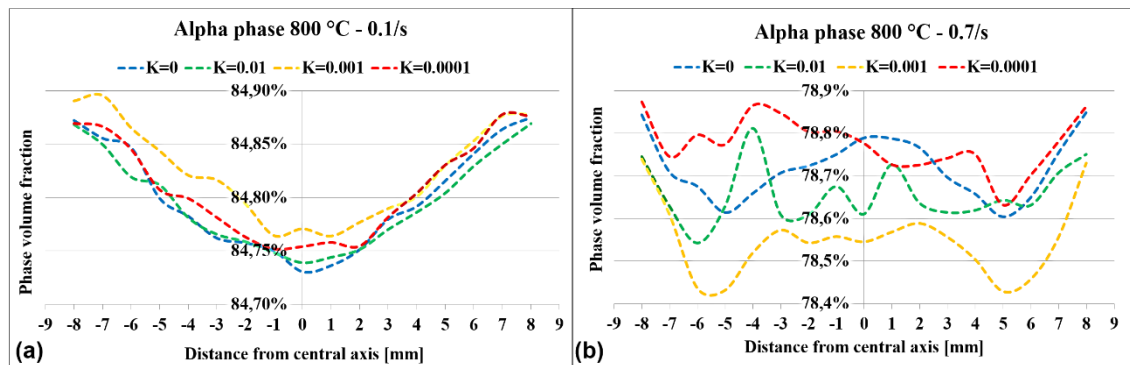 Alpha phase 800 °C - 0.1/s
K=0 K=0.01 K=0.001 K=0.0001
84,90%
84,85%
84,80%
84,75%
84,70%
Phase volume fraction
-9 -8 -7 -6 -5 -4 -3 -2 -1 0 1 2 3 4 5 6 7 8 9
Distance from central axis [mm]
(a)
Alpha phase 800 °C - 0.7/s
K=0 K=0.01 K=0.001 K=0.0001
78,9%
78,8%
78,7%
78,6%
78,5%
78,4%
Phase volume fraction
-9 -8 -7 -6 -5 -4 -3 -2 -1 0 1 2 3 4 5 6 7 8 9
Distance from central axis [mm]
(b)